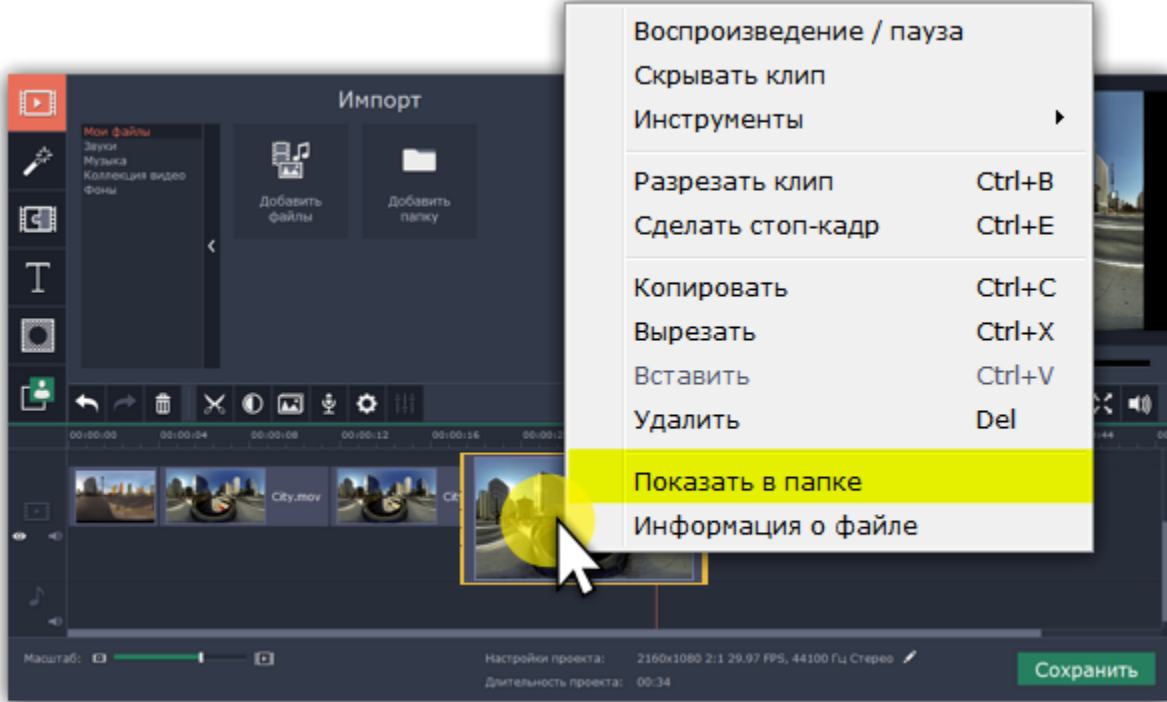 Воспроизведение / пауза
Скрывать клип
Инструменты
Разрезать клип Ctrl+B
Сделать стоп-кадр Ctrl+E
Копировать Ctrl+C
Вырезать Ctrl+X
Вставить Ctrl+V
Удалить Del
Показать в папке
Информация о файле
Импорт
Мои файлы
Звуки
Музыка
Коллекция видео
Фоны
Добавить
файлы
Добавить
папку
00:00:00 00:00:04 00:00:08 00:00:12 00:00:16
City.mov
Масштаб:
Настройки проекта: 2160x1080 2:1 29.97 FPS, 44100 Гц Стерео
Длительность проекта: 00:34
Сохранить